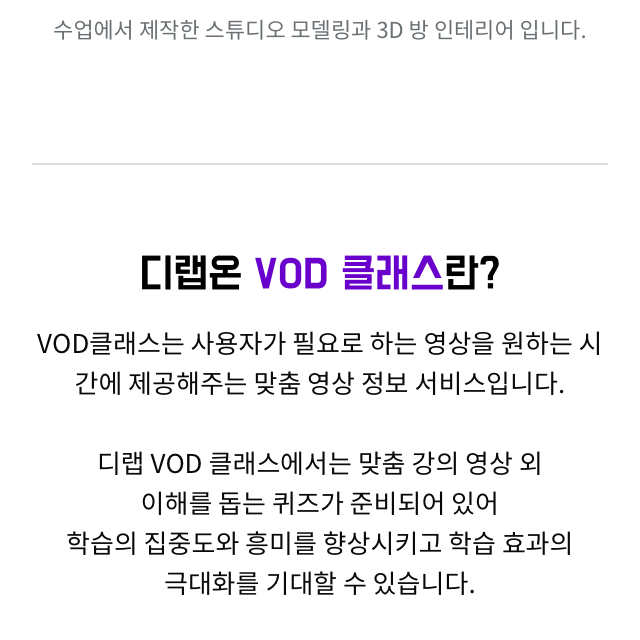 수업에서 제작한 스튜디오 모델링과 3D 방 인테리어 입니다.
디랩온 VOD 클래스란?
VOD클래스는 사용자가 필요로 하는 영상을 원하는 시
간에 제공해주는 맞춤 영상 정보 서비스입니다.
디랩 VOD 클래스에서는 맞춤 강의 영상 외
이해를 돕는 퀴즈가 준비되어 있어
학습의 집중도와 흥미를 향상시키고 학습 효과의
극대화를 기대할 수 있습니다.